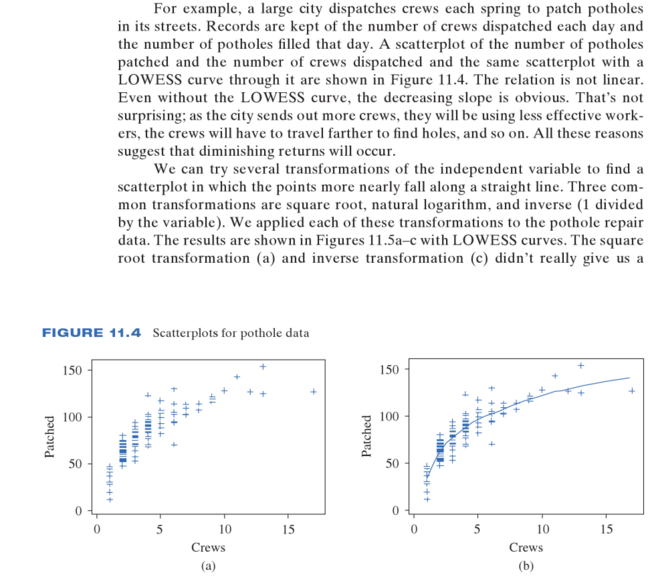 For example, a large city dispatches crews each spring to patch potholes
in its streets. Records are kept of the number of crews dispatched each day and
the number of potholes filled that day. A scatterplot of the number of potholes
patched and the number of crews dispatched and the same scatterplot with a
LOWESS curve through it are shown in Figure 11.4. The relation is not linear.
Even without the LOWESS curve, the decreasing slope is obvious. That's not
surprising; as the city sends out more crews, they will be using less effective work-
ers, the crews will have to travel farther to find holes, and so on. All these reasons
suggest that diminishing returns will occur.
We can try several transformations of the independent variable to find a
scatterplot in which the points more nearly fall along a straight line. Three com-
mon transformations are square root, natural logarithm, and inverse (1 divided
by the variable). We applied each of these transformations to the pothole repair
data. The results are shown in Figures 11.5a–c with LOWESS curves. The square
root transformation (a) and inverse transformation (c) didn't really give us a
FIGURE 11.4 Scatterplots for pothole data
150
100
50
0
Patched
0 5 10 15
Crews
(a)
150
100
50
0
Patched
0 5 10 15
Crews
(b)